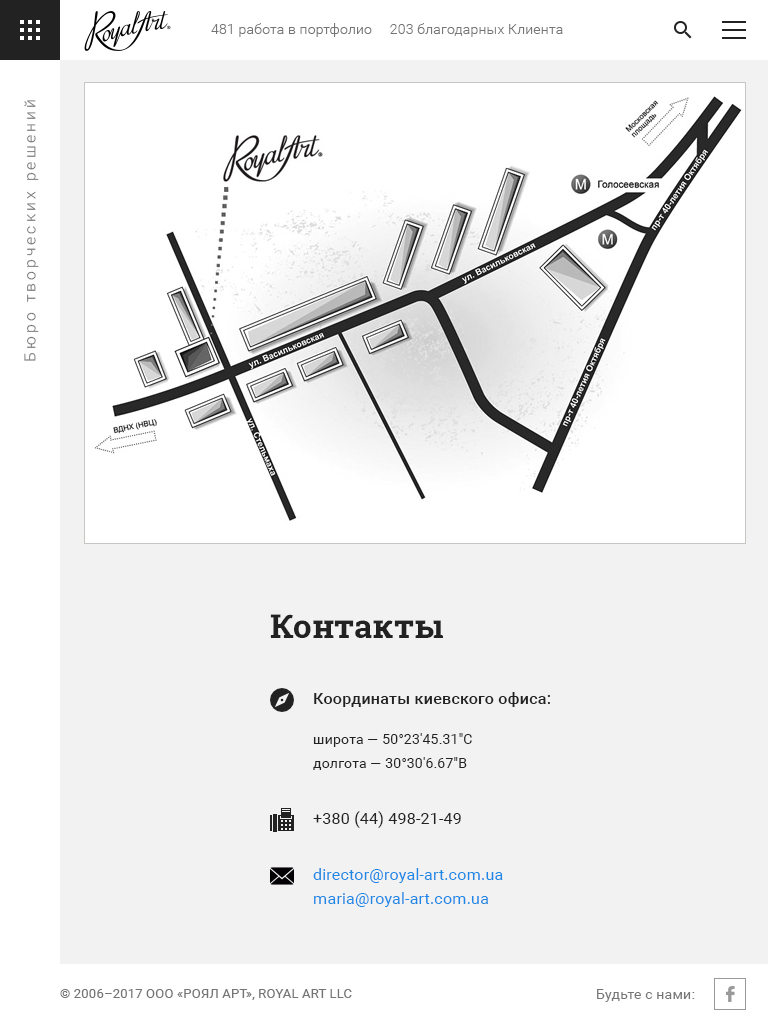 RoyalArt®
481 работа в портфолио 203 благодарных Клиента
Бюро творческих решений
RoyalArt®
Московская
площадь
М Голосеевская
М
пр-т 40-летия Октября
ул. Васильковская
ул. Васильковская
пр-т 40-летия Октября
ВДНХ (НВЦ)
ул. Стельмаха
Контакты
Координаты киевского офиса:
широта — 50°23'45.31"С
долгота — 30°30'6.67"В
+380 (44) 498-21-49
director@royal-art.com.ua
maria@royal-art.com.ua
© 2006–2017 ООО «РОЯЛ АРТ», ROYAL ART LLC
Будьте с нами: f